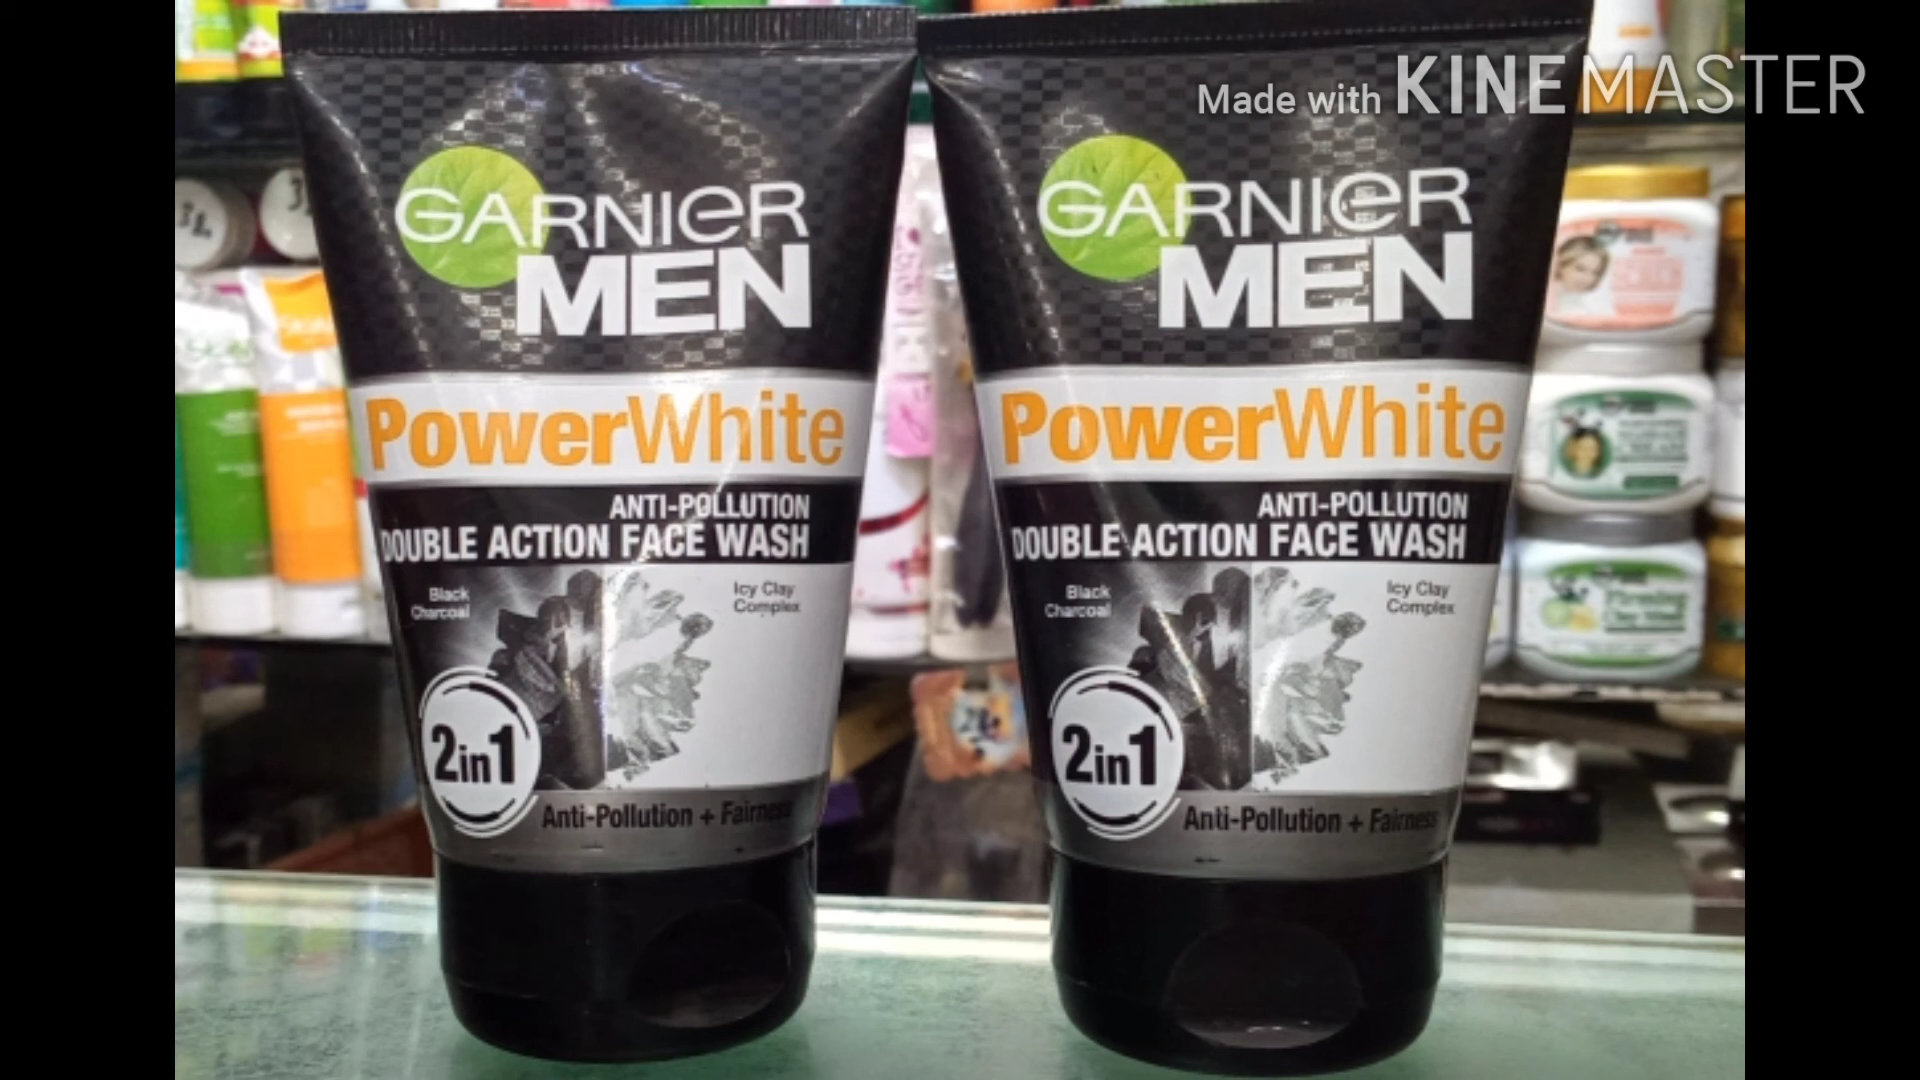 Made with KINEMASTER
GARNIER
MEN
PowerWhite
ANTI-POLLUTION
DOUBLE ACTION FACE WASH
Black
Charcoal
Icy Clay
Complex
2in1
Anti-Pollution + Fairness
GARNIER
MEN
PowerWhite
ANTI-POLLUTION
DOUBLE ACTION FACE WASH
Black
Charcoal
Icy Clay
Complex
2in1
Anti-Pollution + Fairness